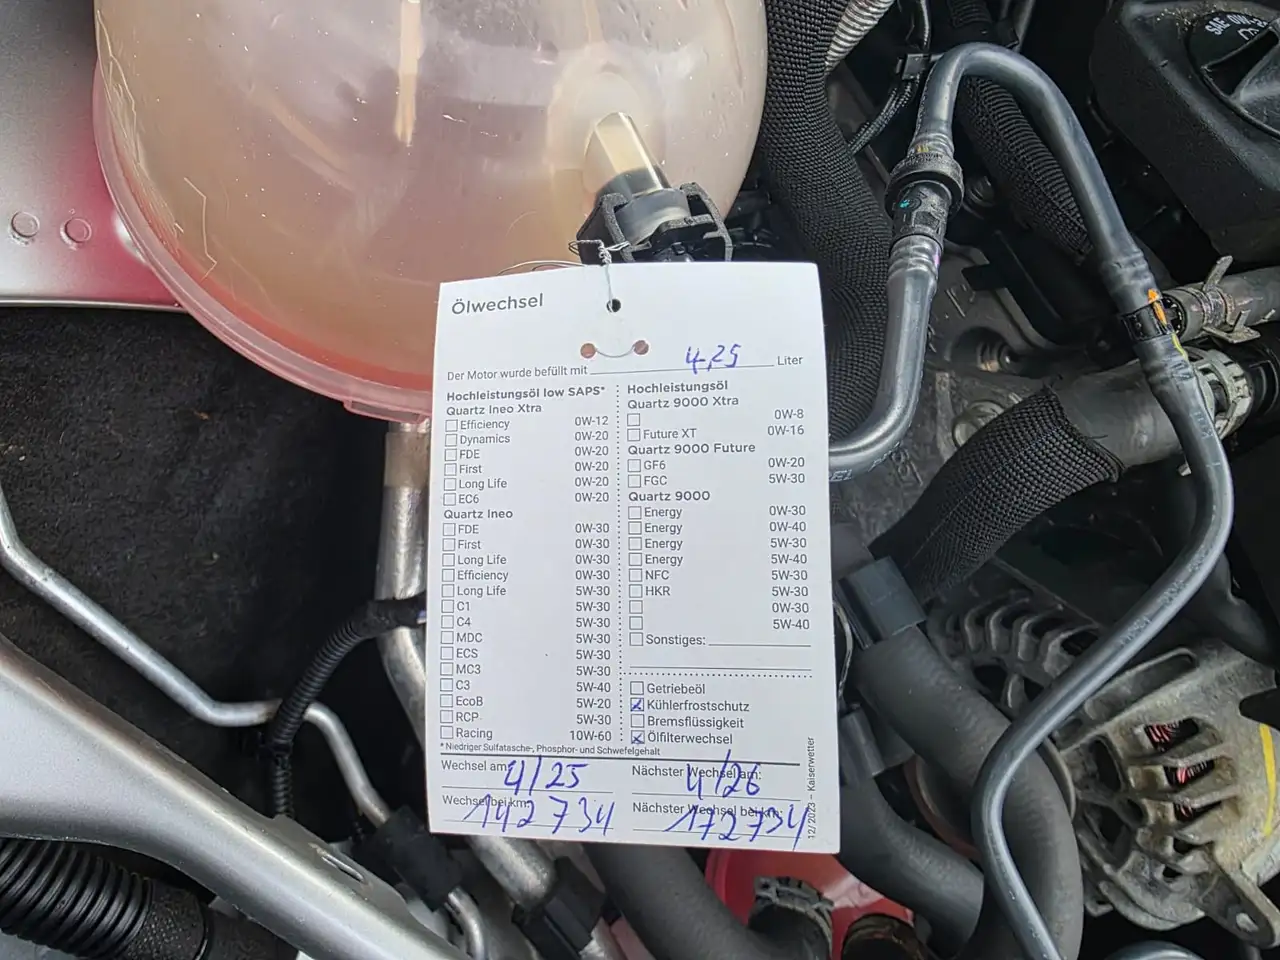 SAE 0W-
Ölwechsel
Der Motor wurde befüllt mit 4,25 Liter
Hochleistungsöl low SAPS*
Quartz Ineo Xtra
Efficiency 0W-12
Dynamics 0W-20
FDE 0W-20
First 0W-20
Long Life 0W-20
EC6 0W-20
Quartz Ineo
FDE 0W-30
First 0W-30
Long Life 0W-30
Efficiency 0W-30
Long Life 5W-30
C1 5W-30
C4 5W-30
MDC 5W-30
ECS 5W-30
MC3 5W-30
C3 5W-40
EcoB 5W-20
RCP 5W-30
Racing 10W-60
Hochleistungsöl
Quartz 9000 Xtra
0W-8
Future XT 0W-16
Quartz 9000 Future
GF6 0W-20
FGC 5W-30
Quartz 9000
Energy 0W-30
Energy 0W-40
Energy 5W-30
Energy 5W-40
NFC 5W-30
HKR 5W-30
0W-30
5W-40
Sonstiges:
Getriebeöl
Kühlerfrostschutz
Bremsflüssigkeit
Ölfilterwechsel
* Niedriger Sulfatasche-, Phosphor- und Schwefelgehalt
Wechsel am: 4/25
Nächster Wechsel am: 4/26
Wechsel bei km: 142734
Nächster Wechsel bei km: 172734
12/2023 – Kaiserwetter